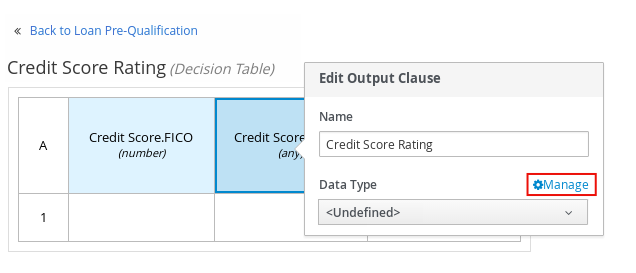 « Back to Loan Pre-Qualification
Credit Score Rating (Decision Table)
A
Credit Score.FICO
(number)
Credit Score
(any)
1
Edit Output Clause
Name
Credit Score Rating
Data Type
Manage
<Undefined>